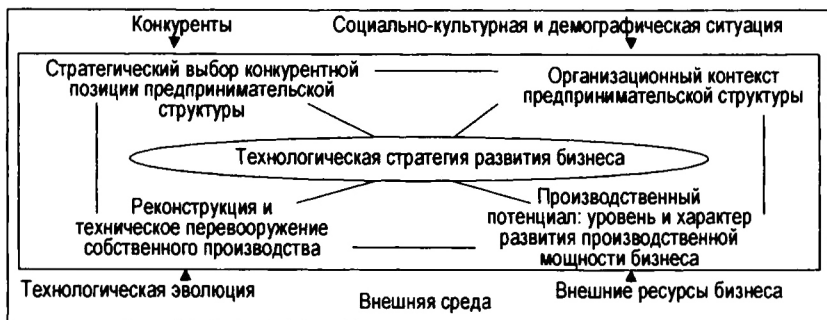 Конкуренты
Социально-культурная и демографическая ситуация
Стратегический выбор конкурентной
позиции предпринимательской
структуры
Организационный контекст
предпринимательской структуры
Технологическая стратегия развития бизнеса
Реконструкция и
техническое перевооружение
собственного производства
Производственный
потенциал: уровень и характер
развития производственной
мощности бизнеса
Технологическая эволюция
Внешняя среда
Внешние ресурсы бизнеса